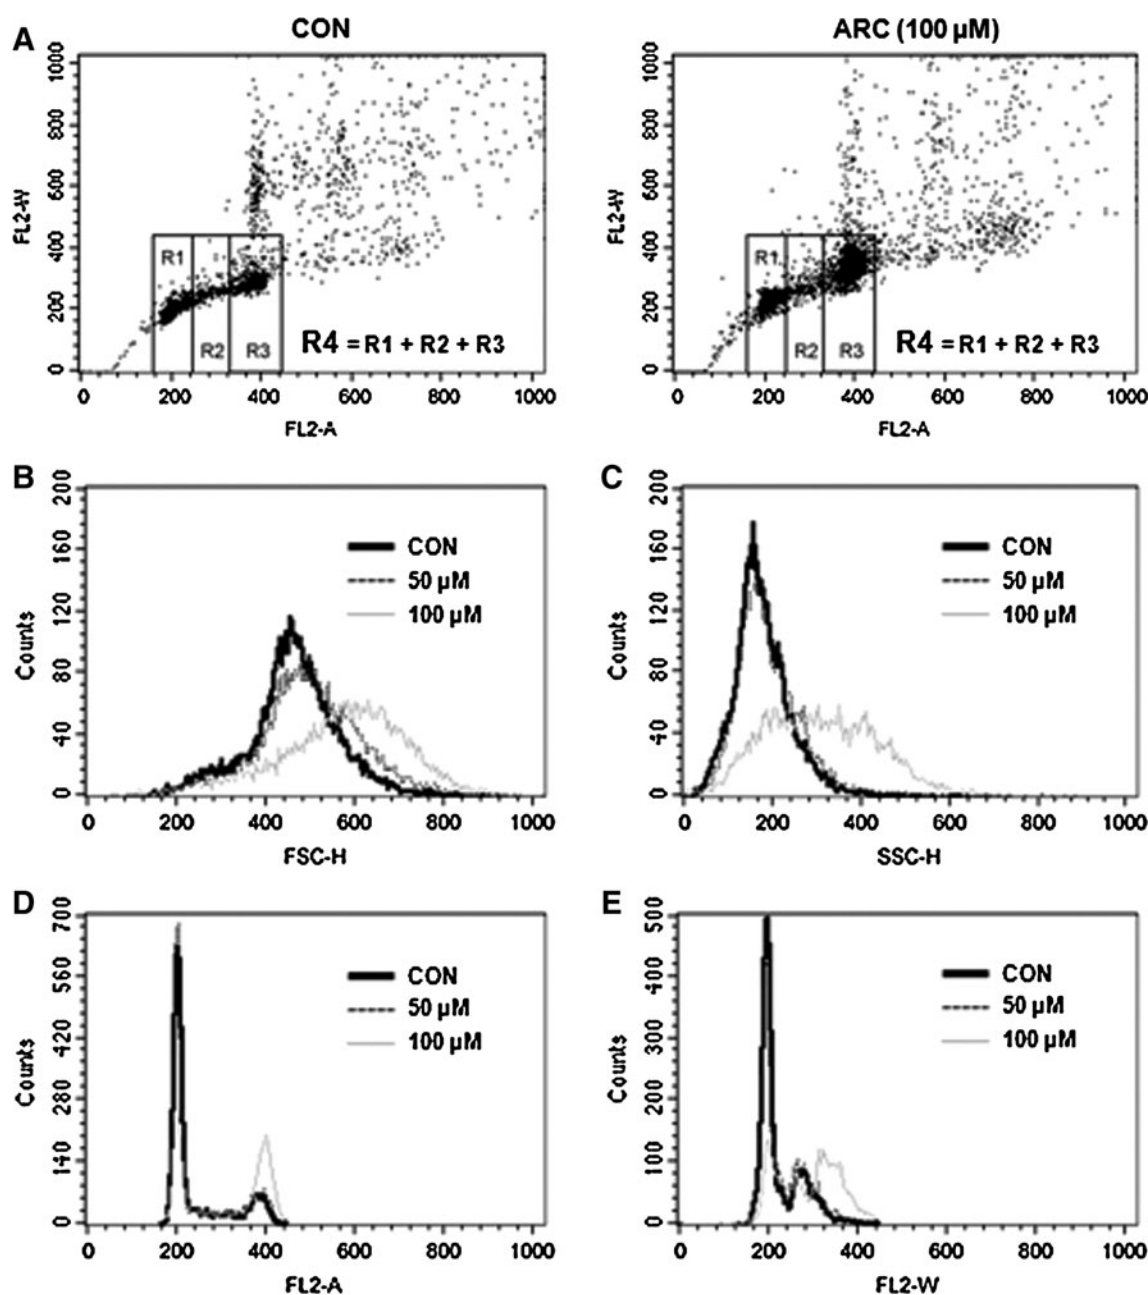 A
CON
ARC (100 µM)
1000
800
600
400
200
0
FL2-W
R1
R2
R3
R4 = R1 + R2 + R3
0 200 400 600 800 1000
FL2-A
1000
800
600
400
200
0
FL2-W
R1
R2
R3
R4 = R1 + R2 + R3
0 200 400 600 800 1000
FL2-A
B
200
160
120
80
40
0
Counts
CON
50 µM
100 µM
0 200 400 600 800 1000
FSC-H
C
200
160
120
80
40
0
Counts
CON
50 µM
100 µM
0 200 400 600 800 1000
SSC-H
D
700
560
420
280
140
0
Counts
CON
50 µM
100 µM
0 200 400 600 800 1000
FL2-A
E
500
400
300
200
100
0
Counts
CON
50 µM
100 µM
0 200 400 600 800 1000
FL2-W